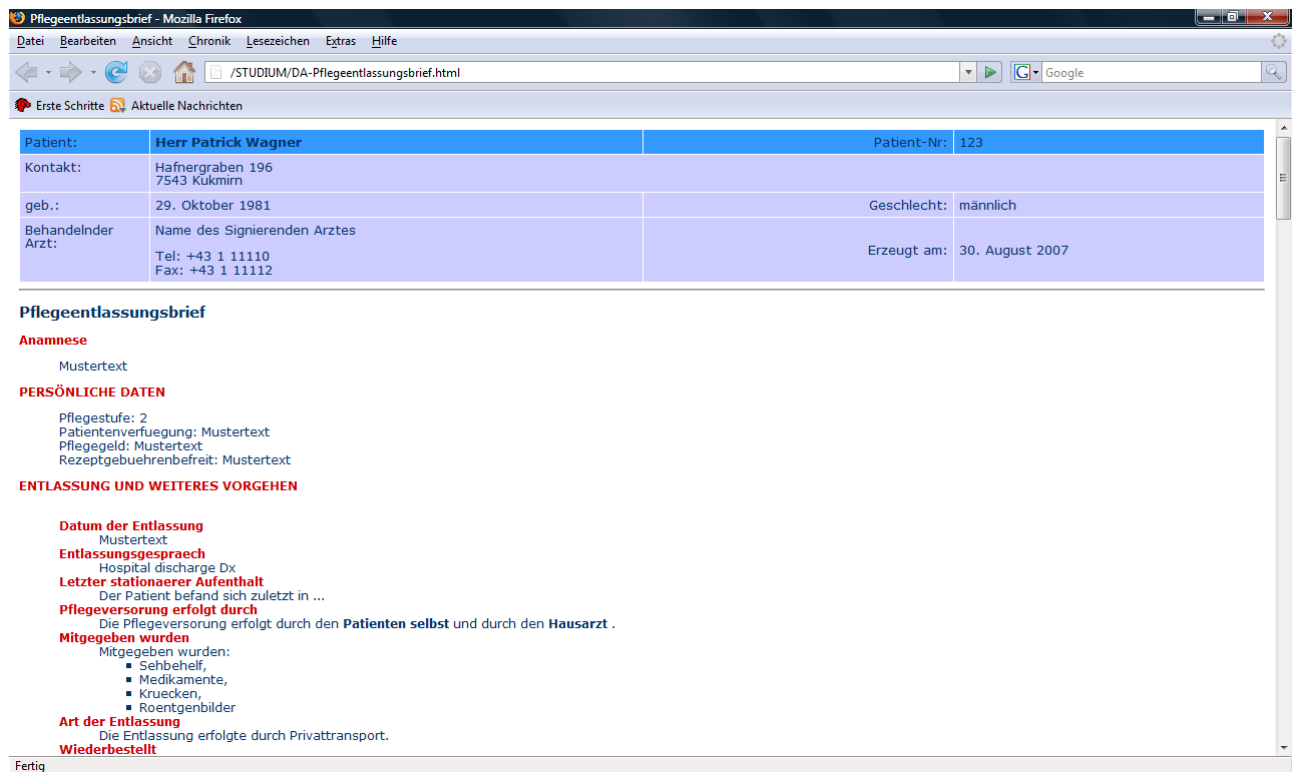 Pflegeentlassungsbrief - Mozilla Firefox
Datei Bearbeiten Ansicht Chronik Lesezeichen Extras Hilfe
/STUDIUM/DA-Pflegeentlassungsbrief.html G Google
Erste Schritte Aktuelle Nachrichten
Patient: Herr Patrick Wagner Patient-Nr: 123
Kontakt: Hafnergraben 196
7543 Kukmirn
geb.: 29. Oktober 1981 Geschlecht: männlich
Behandelnder Arzt: Name des Signierenden Arztes
Tel: +43 1 11110
Fax: +43 1 11112
Erzeugt am: 30. August 2007
Pflegeentlassungsbrief
Anamnese
Mustertext
PERSÖNLICHE DATEN
Pflegestufe: 2
Patientenverfuegung: Mustertext
Pflegegeld: Mustertext
Rezeptgebuehrenbefreit: Mustertext
ENTLASSUNG UND WEITERES VORGEHEN
Datum der Entlassung
Mustertext
Entlassungsgespraech
Hospital discharge Dx
Letzter stationaerer Aufenthalt
Der Patient befand sich zuletzt in ...
Pflegeversorung erfolgt durch
Die Pflegeversorung erfolgt durch den Patienten selbst und durch den Hausarzt .
Mitgegeben wurden
Mitgegeben wurden:
Sehbehelf,
Medikamente,
Kruecken,
Roentgenbilder
Art der Entlassung
Die Entlassung erfolgte durch Privattransport.
Wiederbestellt
Fertig